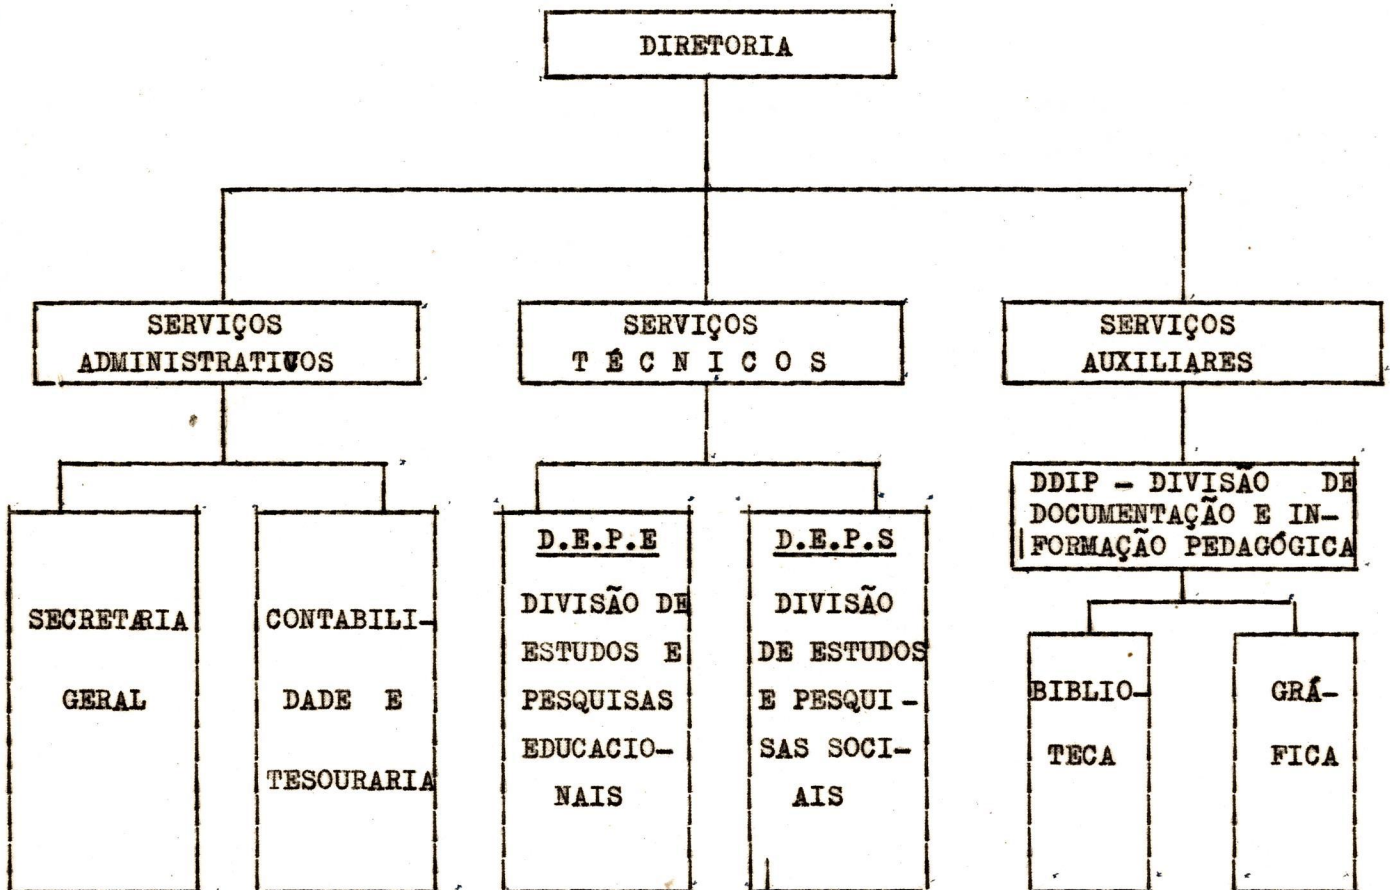 DIRETORIA
SERVIÇOS
ADMINISTRATIVOS
SERVIÇOS
T É C N I C O S
SERVIÇOS
AUXILIARES
SECRETARIA
GERAL
CONTABILI-
DADE E
TESOURARIA
D.E.P.E
DIVISÃO DE
ESTUDOS E
PESQUISAS
EDUCACIO-
NAIS
D.E.P.S
DIVISÃO
DE ESTUDOS
E PESQUI-
SAS SOCI-
AIS
DDIP - DIVISÃO DE
DOCUMENTAÇÃO E IN-
FORMAÇÃO PEDAGÓGICA
BIBLIO-
TECA
GRÁ-
FICA